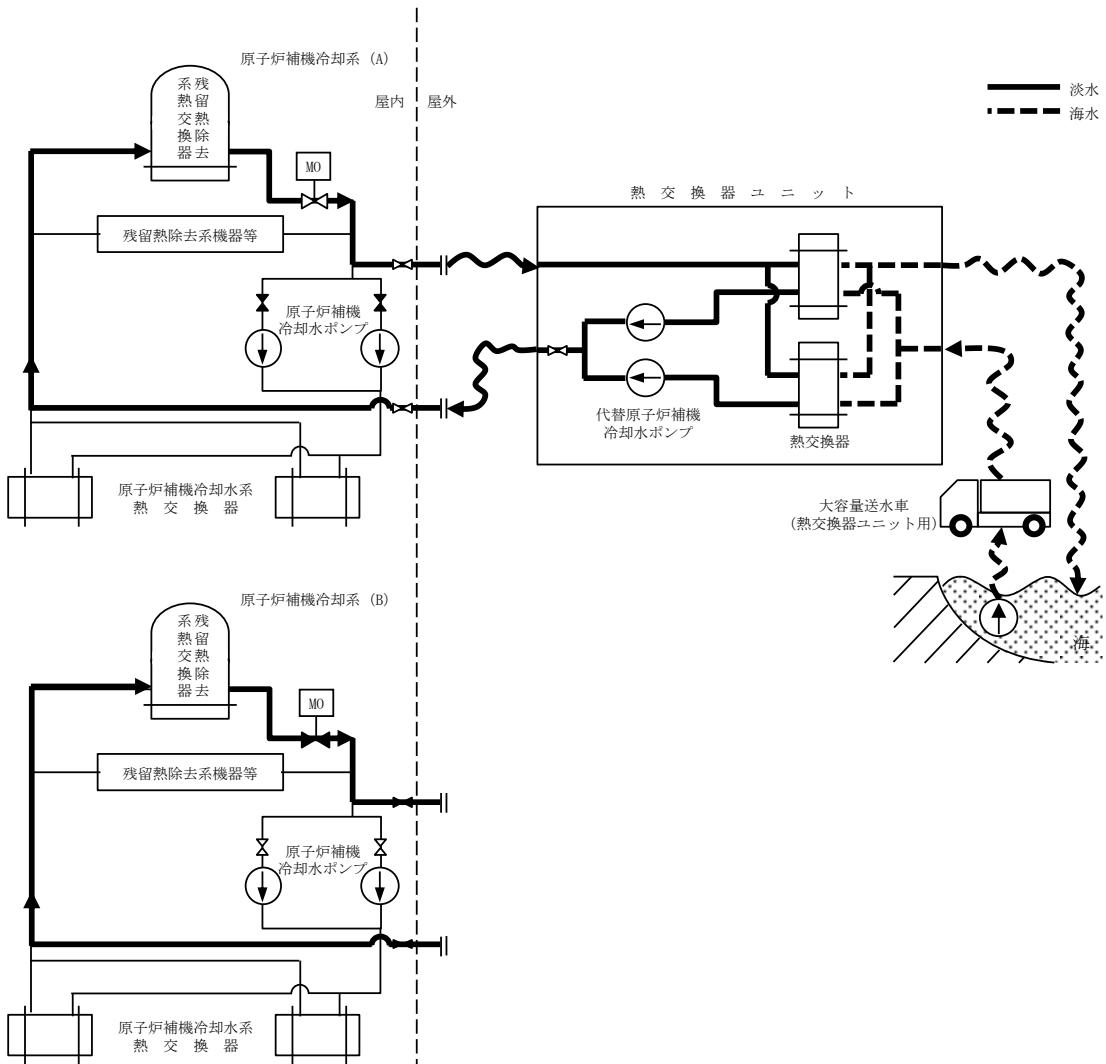 原子炉補機冷却系(A)
屋内
屋外
淡水
海水
残留熱除去
系熱交換器
MO
残留熱除去系機器等
原子炉補機
冷却水ポンプ
原子炉補機冷却水系
熱交換器
熱交換器ユニット
代替原子炉補機
冷却水ポンプ
熱交換器
大容量送水車
(熱交換器ユニット用)
海
原子炉補機冷却系(B)
残留熱除去
系熱交換器
MO
残留熱除去系機器等
原子炉補機
冷却水ポンプ
原子炉補機冷却水系
熱交換器